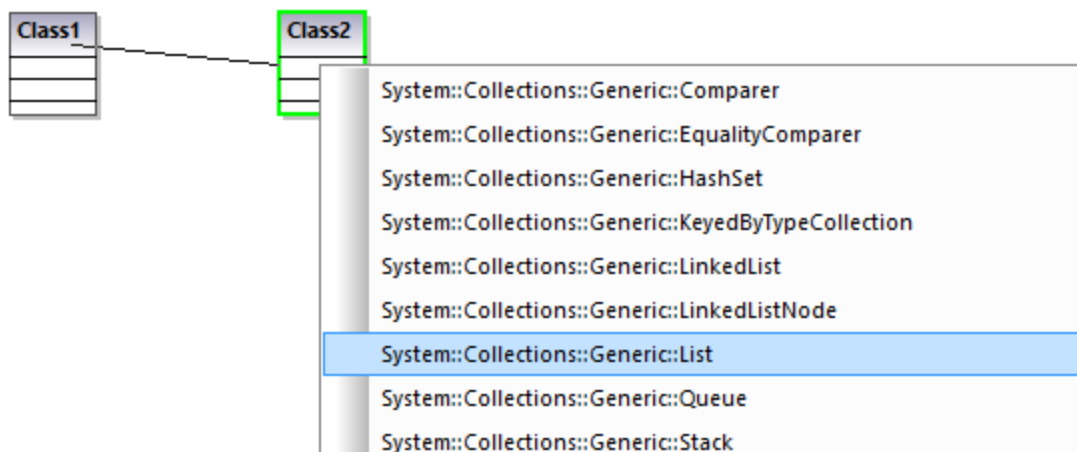 Class1
Class2
System::Collections::Generic::Comparer
System::Collections::Generic::EqualityComparer
System::Collections::Generic::HashSet
System::Collections::Generic::KeyedByTypeCollection
System::Collections::Generic::LinkedList
System::Collections::Generic::LinkedListNode
System::Collections::Generic::List
System::Collections::Generic::Queue
System::Collections::Generic::Stack